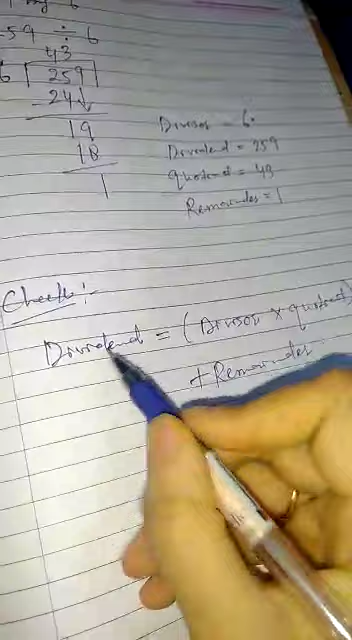 59 ÷ 6
43
6 259
- 24↓
19
18
1
Divisor = 6.
Dividend = 259
quotient = 43
Remainder = 1
Check :-
Dividend = (Divisor × quotient)
+ Remainder